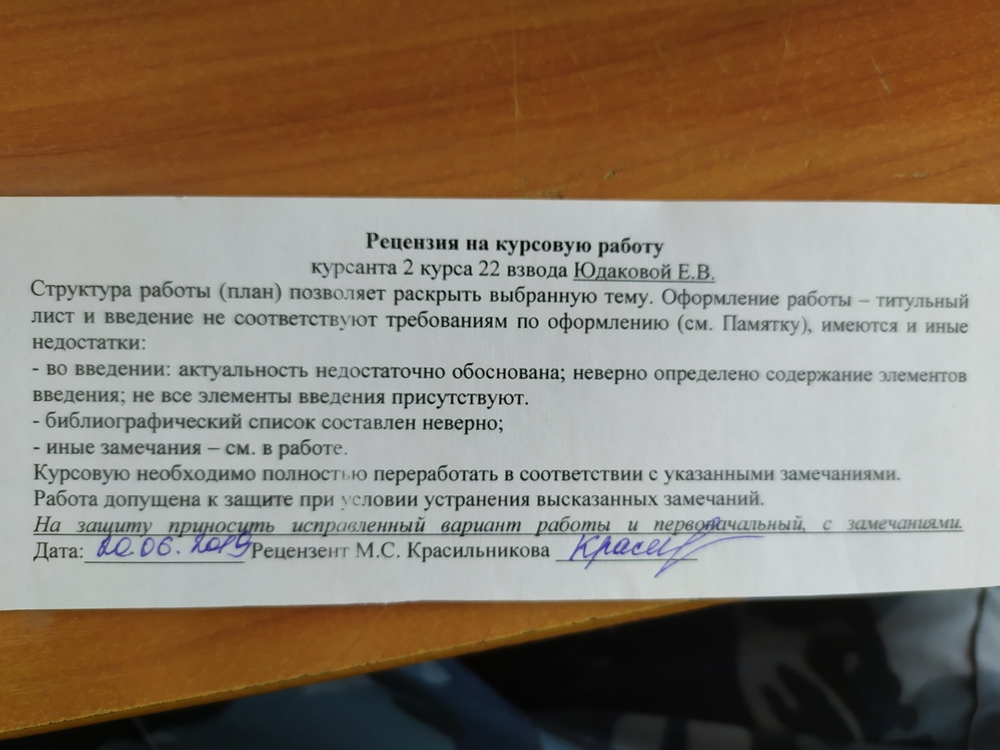 Рецензия на курсовую работу
курсанта 2 курса 22 взвода Юдаковой Е.В.
Структура работы (план) позволяет раскрыть выбранную тему. Оформление работы – титульный
лист и введение не соответствуют требованиям по оформлению (см. Памятку), имеются и иные
недостатки:
- во введении: актуальность недостаточно обоснована; неверно определено содержание элементов
введения; не все элементы введения присутствуют.
- библиографический список составлен неверно;
- иные замечания – см. в работе.
Курсовую необходимо полностью переработать в соответствии с указанными замечаниями.
Работа допущена к защите при условии устранения высказанных замечаний.
На защиту приносить исправленный вариант работы и первоначальный, с замечаниями.
Дата: 20.06.2019 Рецензент М.С. Красильникова Красил